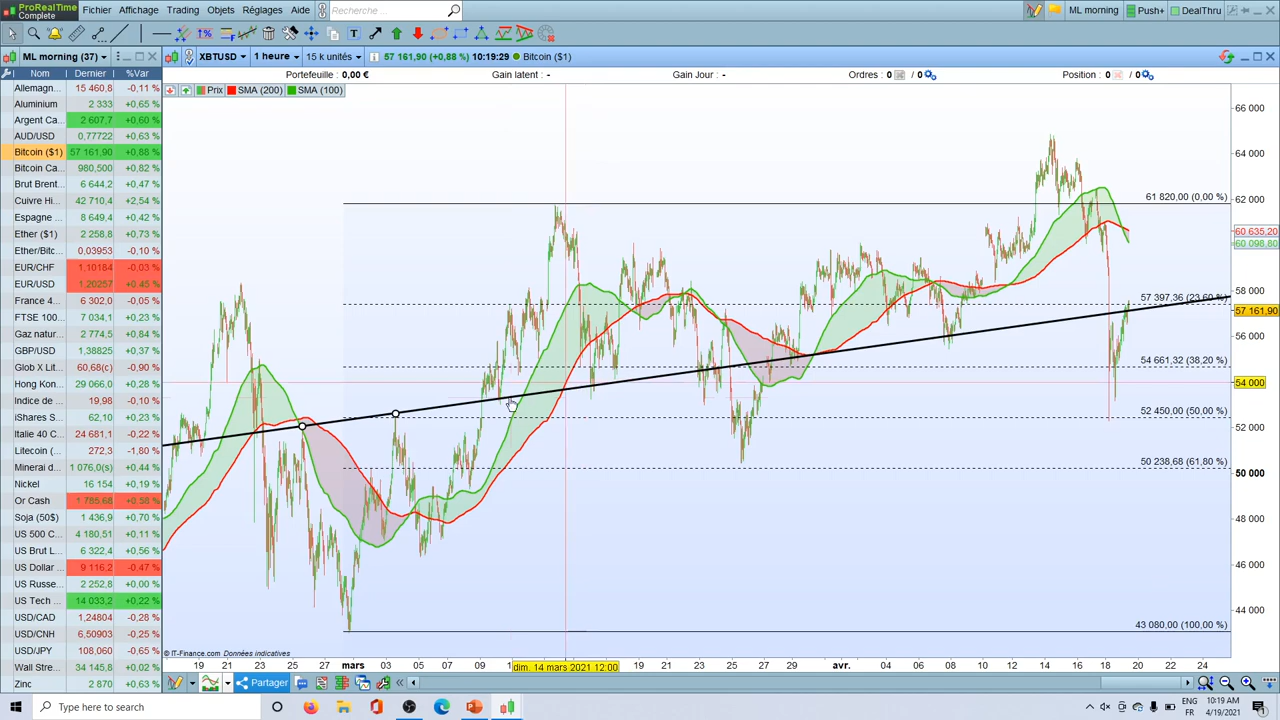 ProRealTime Complete Fichier Affichage Trading Objets Réglages Aide Recherche ML morning Push+ DealThru
ML morning (37) XBTUSD 1 heure 15 k unités 57 161,90 (+0,88 %) 10:19:29 Bitcoin ($1)
Nom Dernier %Var
Portefeuille : 0,00 € Gain latent : - Gain Jour : - Ordres : 0 / 0 Position : 0 / 0
Prix SMA (200) SMA (100)
Allemagn... 15 460,8 -0,11 %
Aluminium 2 333 +0,65 %
Argent Ca... 2 607,7 +0,60 %
AUD/USD 0,77722 +0,63 %
Bitcoin ($1) 57 161,90 +0,88 %
Bitcoin Ca... 980,500 +0,82 %
Brut Brent... 6 644,2 +0,47 %
Cuivre Hi... 42 710,4 +2,54 %
Espagne ... 8 649,4 +0,42 %
Ether ($1) 2 258,8 +0,73 %
Ether/Bitc... 0,03953 -0,10 %
EUR/CHF 1,10184 -0,03 %
EUR/USD 1,20257 +0,45 %
France 4... 6 302,0 -0,05 %
FTSE 100... 7 034,1 +0,23 %
Gaz natur... 2 774,5 +0,84 %
GBP/USD 1,38825 +0,37 %
Glob X Lit... 60,68(c) -0,90 %
Hong Kon... 29 066,0 +0,28 %
Indice de ... 19,98 -0,10 %
iShares S... 62,10 +0,23 %
Italie 40 C... 24 681,1 -0,22 %
Litecoin (... 272,3 -1,80 %
Minerai d... 1 076,0(s) +0,44 %
Nickel 16 154 +0,19 %
Or Cash 1 785,68 +0,58 %
Soja (50$) 1 436,9 +0,70 %
US 500 C... 4 180,51 +0,11 %
US Brut L... 6 322,4 +0,56 %
US Dollar ... 9 116,2 -0,47 %
US Russe... 2 252,8 +0,00 %
US Tech ... 14 033,2 +0,22 %
USD/CAD 1,24804 -0,28 %
USD/CNH 6,50903 -0,25 %
USD/JPY 108,060 -0,65 %
Wall Stre... 34 145,8 +0,02 %
Zinc 2 870 +0,63 %
66 000
64 000
62 000
61 820,00 (0,00 %)
60 635,20
60 098,80
58 000
57 397,36 (23,60 %)
57 161,90
56 000
54 661,32 (38,20 %)
54 000
52 450,00 (50,00 %)
52 000
50 238,68 (61,80 %)
50 000
48 000
46 000
44 000
43 080,00 (100,00 %)
© IT-Finance.com Données indicatives
19 21 23 25 27 mars 03 05 07 09 1 dim. 14 mars 2021 12:00 19 21 23 25 27 29 avr. 04 06 08 10 12 14 16 18 20 22 24
Partager
Type here to search
ENG 10:19 AM
FR 4/19/2021